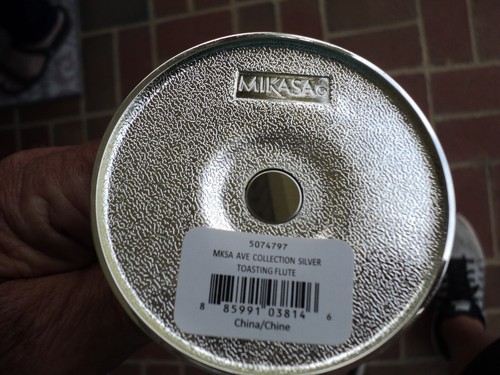 MIKASA®
5074797
MKSA AVE COLLECTION SILVER
TOASTING FLUTE
8 85991 03814 6
China/Chine